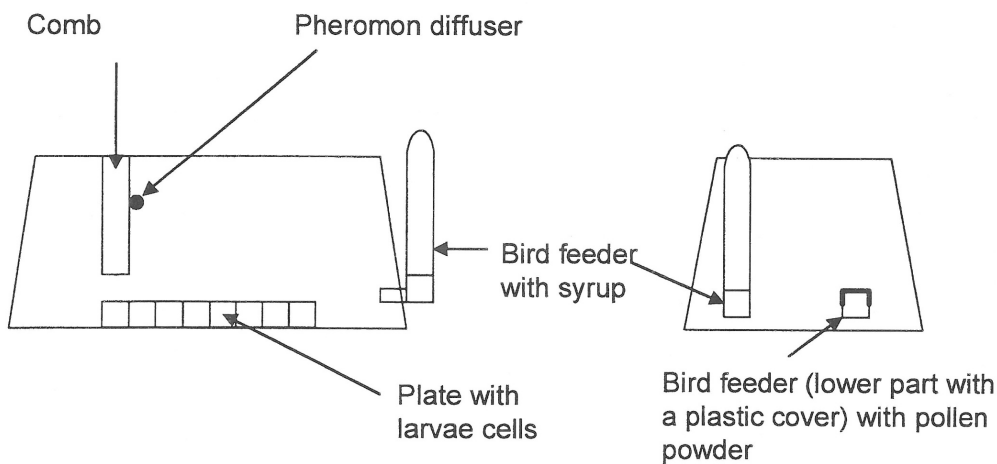 Comb
Pheromon diffuser
Bird feeder
with syrup
Plate with
larvae cells
Bird feeder (lower part with
a plastic cover) with pollen
powder